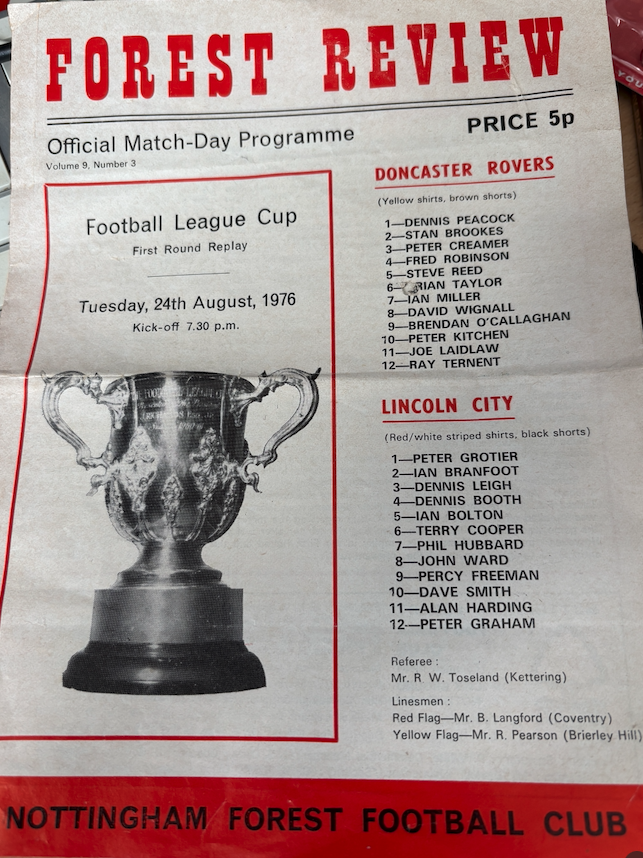 FOREST REVIEW
Official Match-Day Programme
PRICE 5p
Volume 9, Number 3
Football League Cup
First Round Replay
Tuesday, 24th August, 1976
Kick-off 7.30 p.m.
DONCASTER ROVERS
(Yellow shirts, brown shorts)
1—DENNIS PEACOCK
2—STAN BROOKES
3—PETER CREAMER
4—FRED ROBINSON
5—STEVE REED
6—RIAN TAYLOR
7—IAN MILLER
8—DAVID WIGNALL
9—BRENDAN O'CALLAGHAN
10—PETER KITCHEN
11—JOE LAIDLAW
12—RAY TERNENT
LINCOLN CITY
(Red/white striped shirts, black shorts)
1—PETER GROTIER
2—IAN BRANFOOT
3—DENNIS LEIGH
4—DENNIS BOOTH
5—IAN BOLTON
6—TERRY COOPER
7—PHIL HUBBARD
8—JOHN WARD
9—PERCY FREEMAN
10—DAVE SMITH
11—ALAN HARDING
12—PETER GRAHAM
Referee :
Mr. R. W. Toseland (Kettering)
Linesmen :
Red Flag—Mr. B. Langford (Coventry)
Yellow Flag—Mr. R. Pearson (Brierley Hill)
NOTTINGHAM FOREST FOOTBALL CLUB
YOU